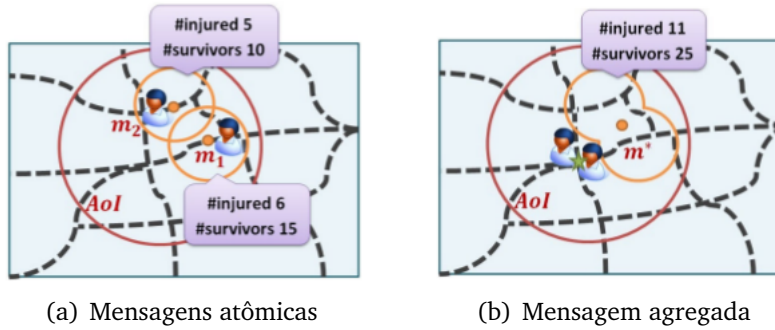 #injured 5
#survivors 10
m₂
m₁
AoI
#injured 6
#survivors 15
(a) Mensagens atômicas
#injured 11
#survivors 25
m*
AoI
(b) Mensagem agregada